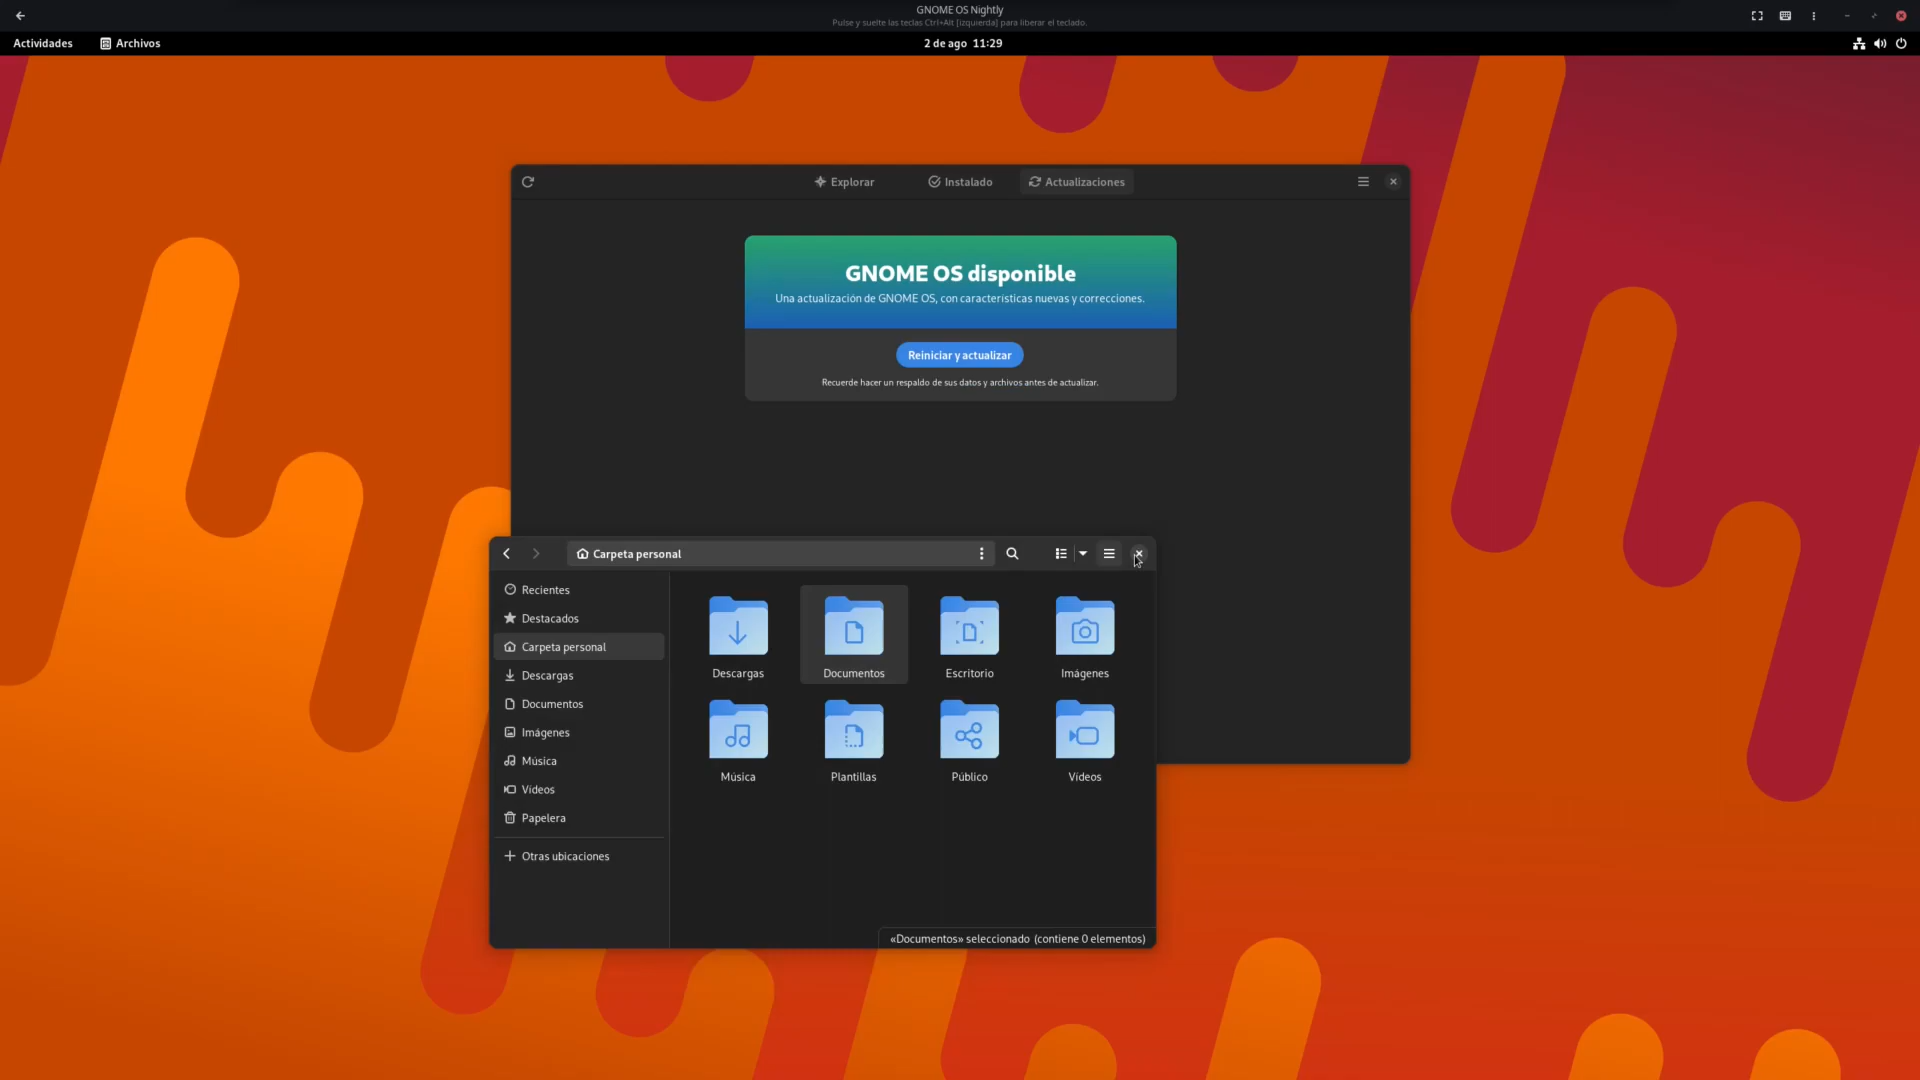 GNOME OS Nightly
Pulse y suelte las teclas Ctrl+Alt [izquierda] para liberar el teclado.
Actividades Archivos 2 de ago 11:29
Explorar Instalado Actualizaciones
GNOME OS disponible
Una actualización de GNOME OS, con características nuevas y correcciones.
Reiniciar y actualizar
Recuerde hacer un respaldo de sus datos y archivos antes de actualizar.
Carpeta personal
Recientes
Destacados
Carpeta personal
Descargas
Documentos
Imágenes
Música
Vídeos
Papelera
Otras ubicaciones
Descargas Documentos Escritorio Imágenes
Música Plantillas Público Vídeos
«Documentos» seleccionado (contiene 0 elementos)